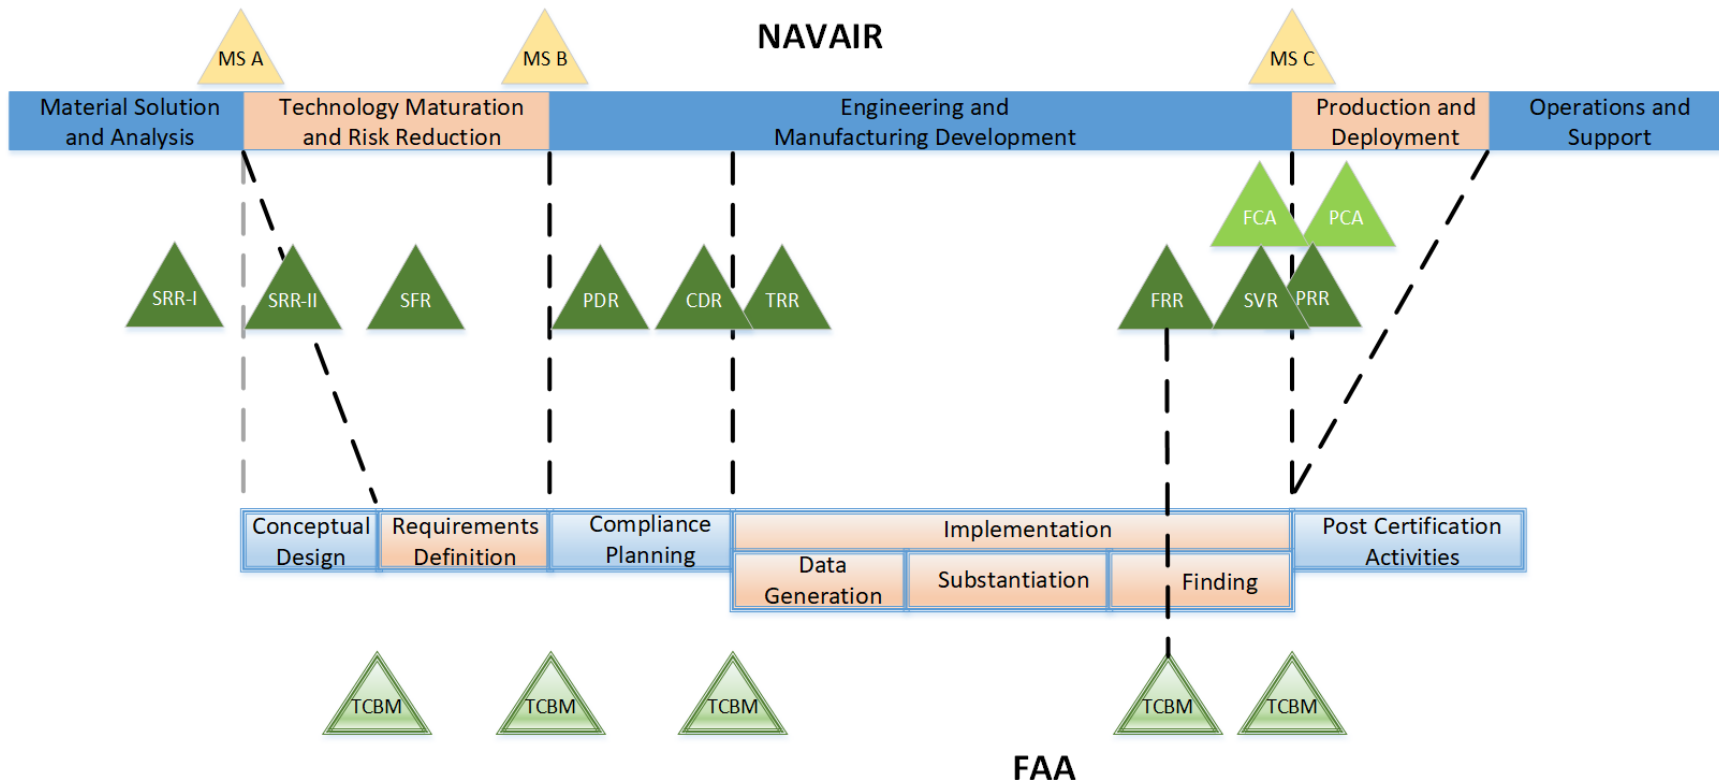 NAVAIR
MS A
MS B
MS C
Material Solution
and Analysis
Technology Maturation
and Risk Reduction
Engineering and
Manufacturing Development
Production and
Deployment
Operations and
Support
FCA
PCA
SRR-I
SRR-II
SFR
PDR
CDR
TRR
FRR
SVR
PRR
Conceptual
Design
Requirements
Definition
Compliance
Planning
Implementation
Data
Generation
Substantiation
Finding
Post Certification
Activities
TCBM
TCBM
TCBM
TCBM
TCBM
FAA